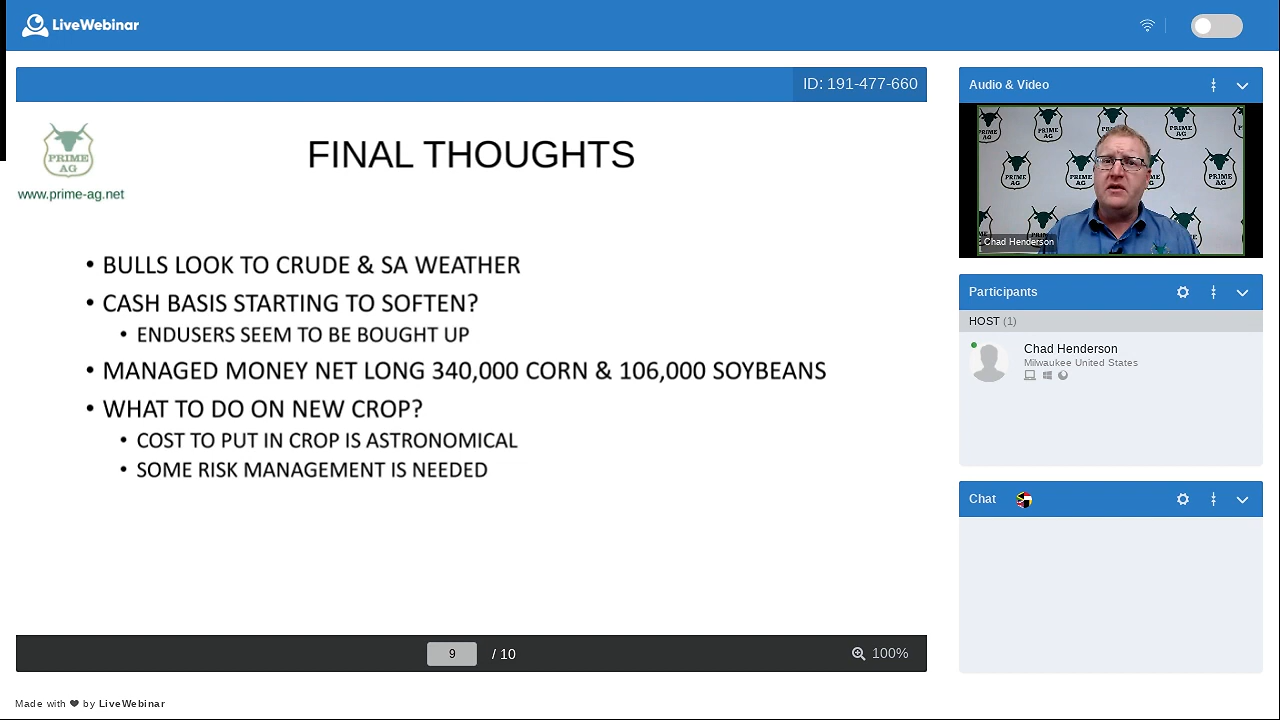 LiveWebinar
ID: 191-477-660
PRIME
AG
www.prime-ag.net
FINAL THOUGHTS
• BULLS LOOK TO CRUDE & SA WEATHER
• CASH BASIS STARTING TO SOFTEN?
• ENDUSERS SEEM TO BE BOUGHT UP
• MANAGED MONEY NET LONG 340,000 CORN & 106,000 SOYBEANS
• WHAT TO DO ON NEW CROP?
• COST TO PUT IN CROP IS ASTRONOMICAL
• SOME RISK MANAGEMENT IS NEEDED
9 / 10
100%
Audio & Video
PRIME
AG
Chad Henderson
Participants
HOST (1)
Chad Henderson
Milwaukee United States
Chat
Made with ❤ by LiveWebinar